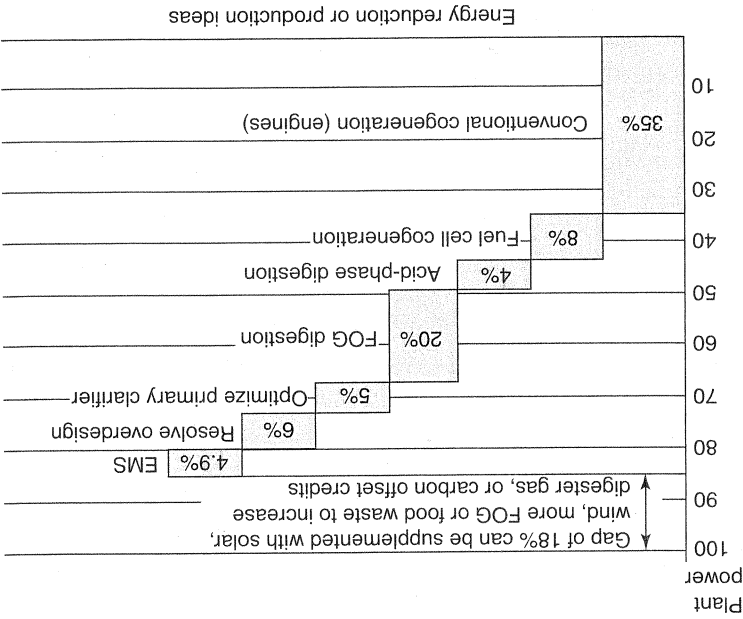 Plant
power
100
Gap of 18% can be supplemented with solar,
wind, more FOG or food to waste to increase
digester gas, or carbon offset credits
90
4.9% EMS
80
6% Resolve overdesign
5% Optimize primary clarifier
70
20% FOG digestion
60
50
4% Acid-phase digestion
8% Fuel cell cogeneration
40
30
35% Conventional cogeneration (engines)
20
10
Energy reduction or production ideas